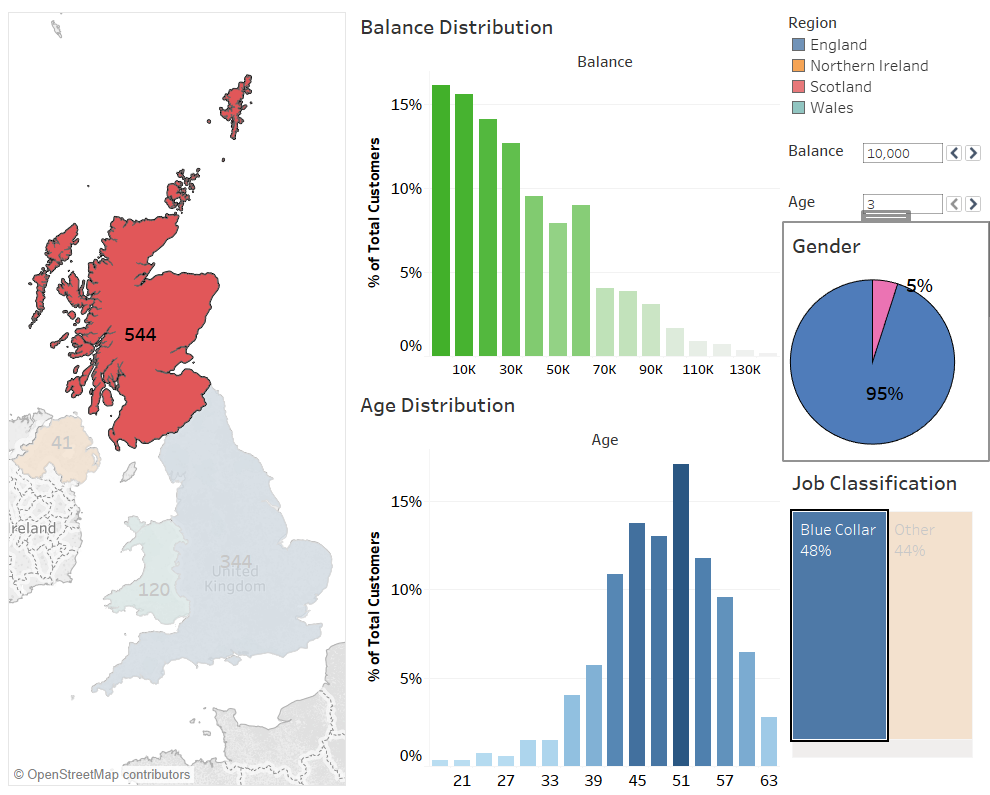 Balance Distribution
Balance
% of Total Customers
15%
10%
5%
0%
10K 30K 50K 70K 90K 110K 130K
Age Distribution
Age
% of Total Customers
15%
10%
5%
0%
21 27 33 39 45 51 57 63
544
41
reland
344
United
Kingdom
120
© OpenStreetMap contributors
Region
England
Northern Ireland
Scotland
Wales
Balance 10,000
Age 3
Gender
5%
95%
Job Classification
Blue Collar
48%
Other
44%